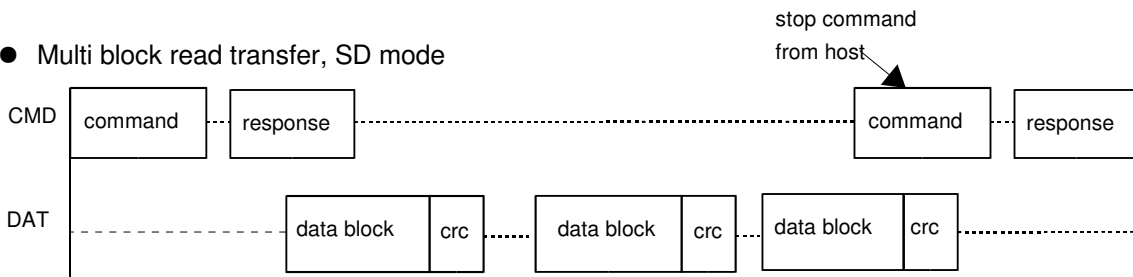 stop command
from host
● Multi block read transfer, SD mode
CMD command response command response
DAT data block crc data block crc data block crc